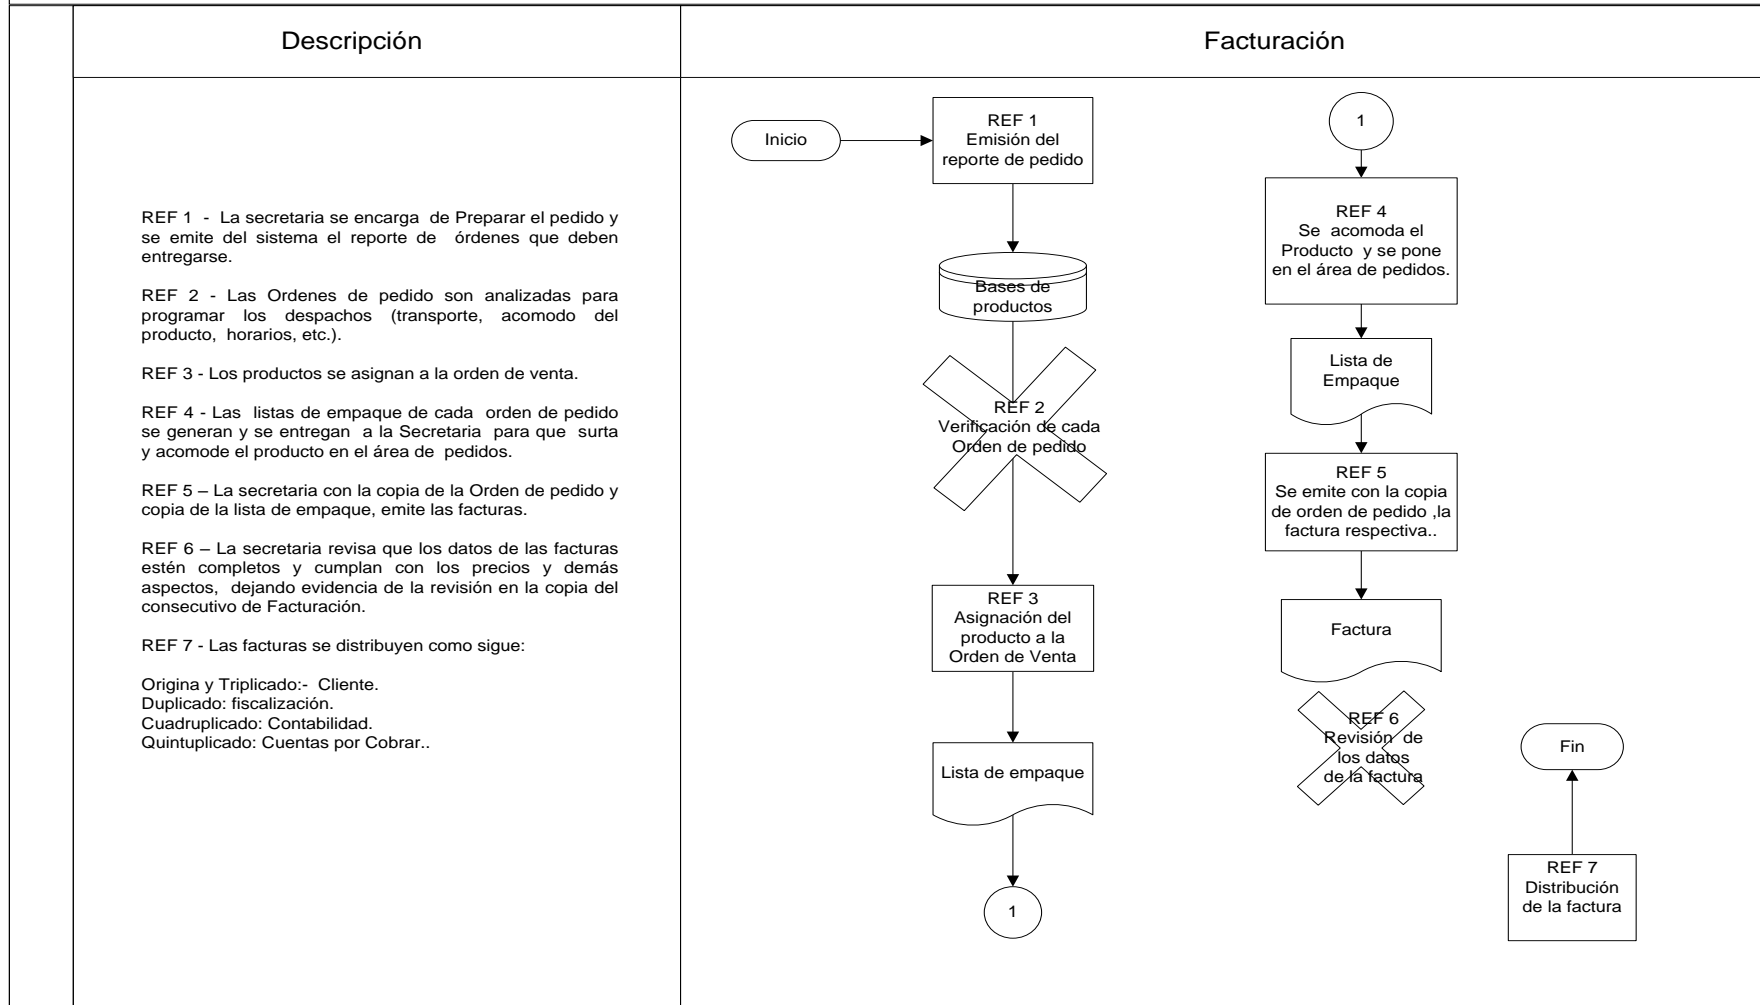 Descripción
Facturación
REF 1 - La secretaria se encarga de Preparar el pedido y
se emite del sistema el reporte de órdenes que deben
entregarse.
REF 2 - Las Ordenes de pedido son analizadas para
programar los despachos (transporte, acomodo del
producto, horarios, etc.).
REF 3 - Los productos se asignan a la orden de venta.
REF 4 - Las listas de empaque de cada orden de pedido
se generan y se entregan a la Secretaria para que surta
y acomode el producto en el área de pedidos.
REF 5 – La secretaria con la copia de la Orden de pedido y
copia de la lista de empaque, emite las facturas.
REF 6 – La secretaria revisa que los datos de las facturas
estén completos y cumplan con los precios y demás
aspectos, dejando evidencia de la revisión en la copia del
consecutivo de Facturación.
REF 7 - Las facturas se distribuyen como sigue:
Origina y Triplicado:- Cliente.
Duplicado: fiscalización.
Cuadruplicado: Contabilidad.
Quintuplicado: Cuentas por Cobrar..
Inicio
REF 1
Emisión del
reporte de pedido
Bases de
productos
REF 2
Verificación de cada
Orden de pedido
REF 3
Asignación del
producto a la
Orden de Venta
Lista de empaque
1
1
REF 4
Se acomoda el
Producto y se pone
en el área de pedidos.
Lista de
Empaque
REF 5
Se emite con la copia
de orden de pedido ,la
factura respectiva..
Factura
REF 6
Revisión de
los datos
de la factura
REF 7
Distribución
de la factura
Fin